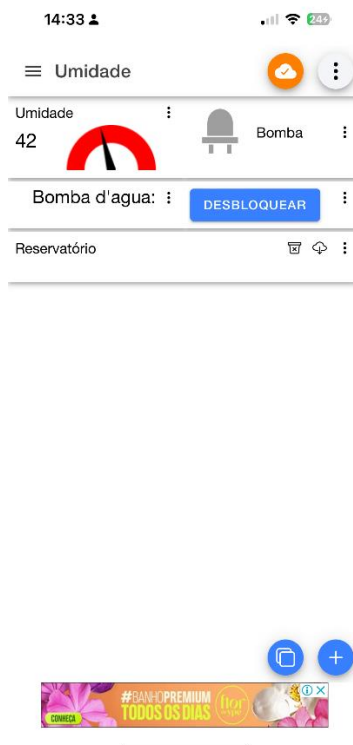 14:33
24+
Umidade
Umidade
42
Bomba
Bomba d'agua:
DESBLOQUEAR
Reservatório
#BANHOPREMIUM
TODOS OS DIAS
CONHEÇA